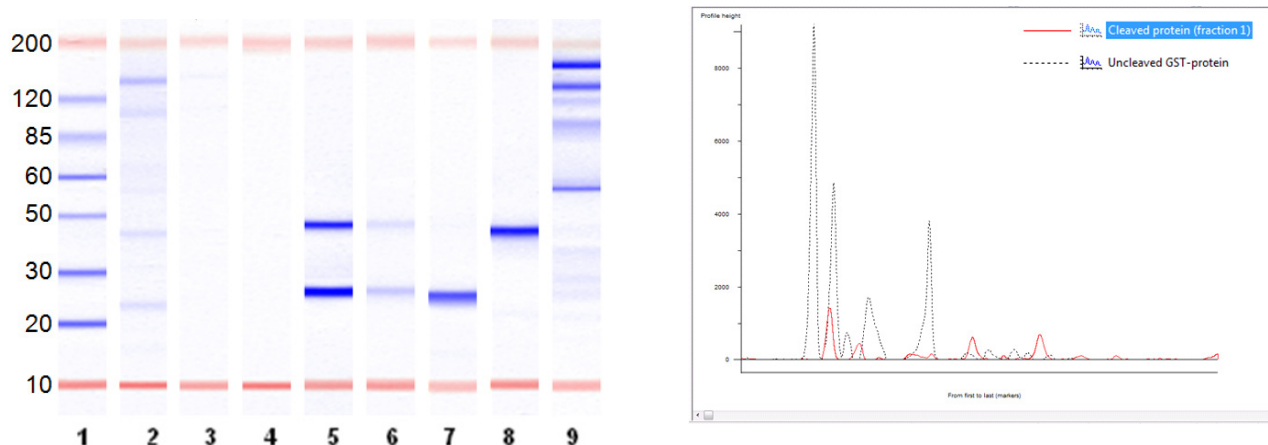 200
120
85
60
50
30
20
10
1 2 3 4 5 6 7 8 9
Profile height
Cleaved protein (fraction 1)
Uncleaved GST-protein
8000
6000
4000
2000
0
From first to last (markers)